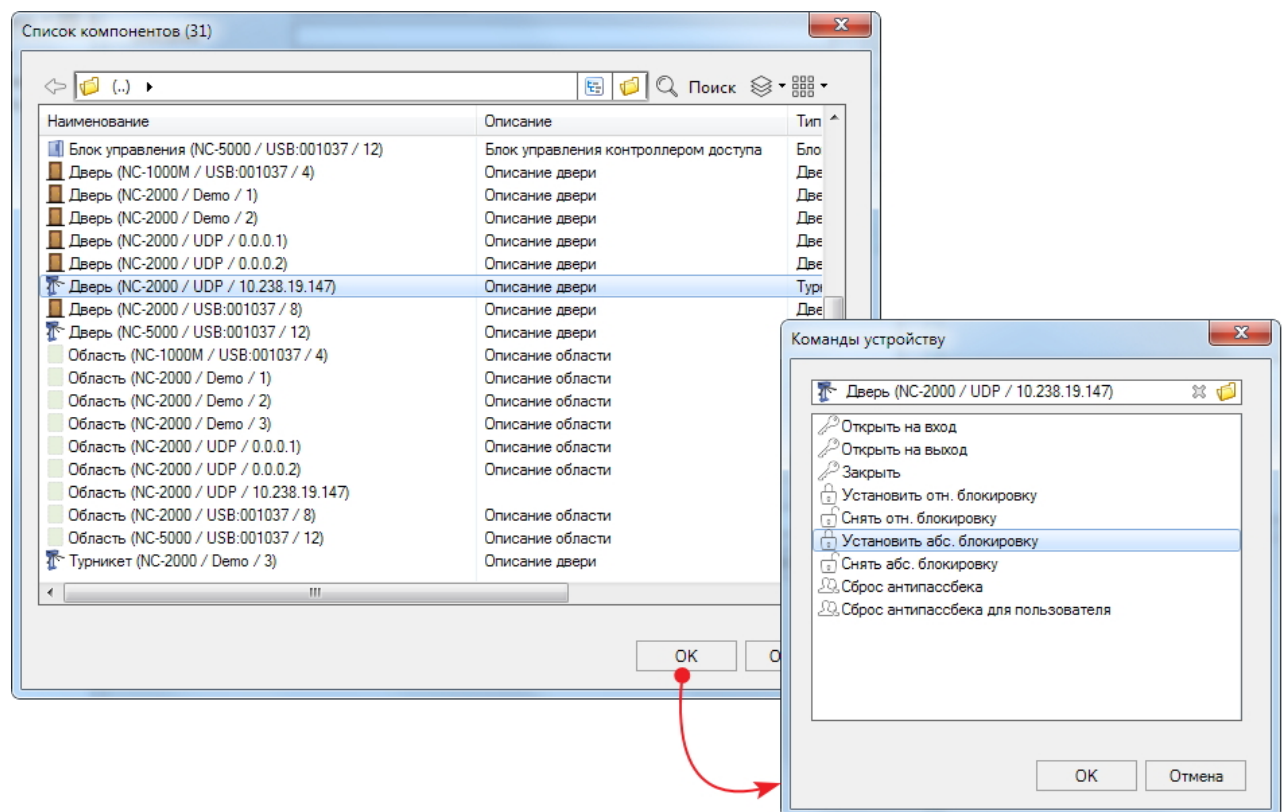 Список компонентов (31)
(..)
Поиск
Наименование Описание Тип
Блок управления (NC-5000 / USB:001037 / 12) Блок управления контроллером доступа Бло
Дверь (NC-1000M / USB:001037 / 4) Описание двери Две
Дверь (NC-2000 / Demo / 1) Описание двери Две
Дверь (NC-2000 / Demo / 2) Описание двери Две
Дверь (NC-2000 / UDP / 0.0.0.1) Описание двери Две
Дверь (NC-2000 / UDP / 0.0.0.2) Описание двери Две
Дверь (NC-2000 / UDP / 10.238.19.147) Описание двери Турн
Дверь (NC-2000 / USB:001037 / 8) Описание двери Две
Дверь (NC-5000 / USB:001037 / 12) Описание двери
Область (NC-1000M / USB:001037 / 4) Описание области
Область (NC-2000 / Demo / 1) Описание области
Область (NC-2000 / Demo / 2) Описание области
Область (NC-2000 / Demo / 3) Описание области
Область (NC-2000 / UDP / 0.0.0.1) Описание области
Область (NC-2000 / UDP / 0.0.0.2) Описание области
Область (NC-2000 / UDP / 10.238.19.147)
Область (NC-2000 / USB:001037 / 8) Описание области
Область (NC-5000 / USB:001037 / 12) Описание области
Турникет (NC-2000 / Demo / 3) Описание двери
OK О
Команды устройству
Дверь (NC-2000 / UDP / 10.238.19.147)
Открыть на вход
Открыть на выход
Закрыть
Установить отн. блокировку
Снять отн. блокировку
Установить абс. блокировку
Снять абс. блокировку
Сброс антипассбека
Сброс антипассбека для пользователя
OK Отмена